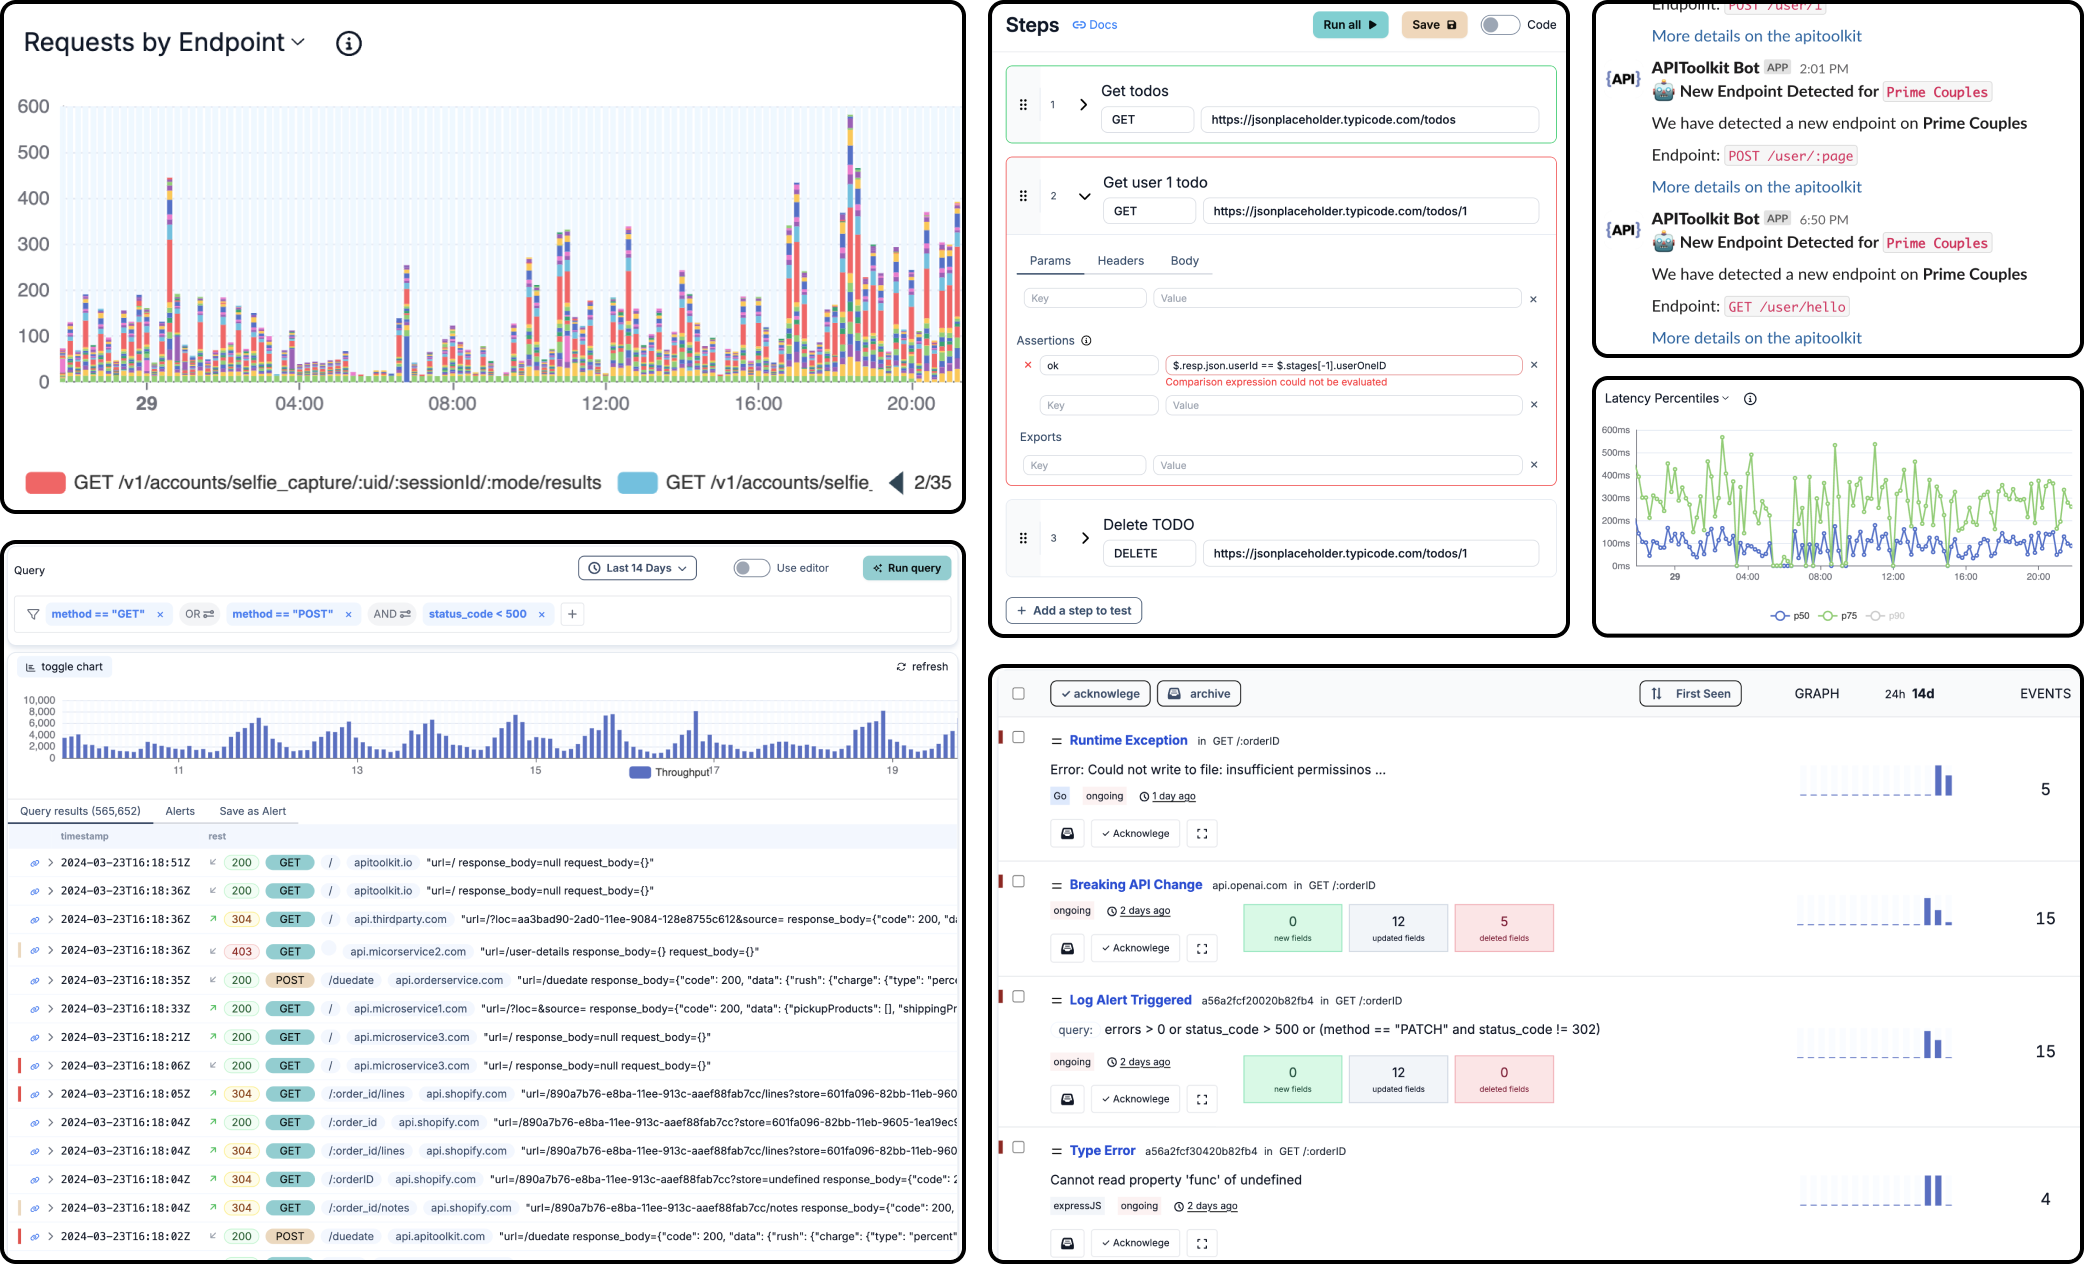 Requests by Endpoint
600
500
400
300
200
100
0
29
04:00
08:00
12:00
16:00
20:00
GET /v1/accounts/selfie_capture/:uid/:sessionId/:mode/results
GET /v1/accounts/selfie_
2/35
Query
Last 14 Days
Use editor
Run query
method == "GET" ×
OR
method == "POST" ×
AND
status_code < 500 ×
+
toggle chart
refresh
10,000
8,000
6,000
4,000
2,000
0
11
13
15
17
19
Throughput
Query results (565,652)
Alerts
Save as Alert
timestamp
rest
2024-03-23T16:18:51Z 200 GET / apitoolkit.io "url=/ response_body=null request_body={}"
2024-03-23T16:18:36Z 200 GET / apitoolkit.io "url=/ response_body=null request_body={}"
2024-03-23T16:18:36Z 304 GET / api.thirdparty.com "url=/?loc=aa3bad90-2ad0-11ee-9084-128e8755c612&source= response_body={"code": 200, "da
2024-03-23T16:18:36Z 403 GET api.micorservice2.com "url=/user-details response_body={} request_body={}"
2024-03-23T16:18:35Z 200 POST /duedate api.orderservice.com "url=/duedate response_body={"code": 200, "data": {"rush": {"charge": {"type": "perce
2024-03-23T16:18:33Z 200 GET / api.microservice1.com "url=/?loc=&source= response_body={"code": 200, "data": {"pickupProducts": [], "shippingPr
2024-03-23T16:18:21Z 200 GET / api.microservice3.com "url=/ response_body=null request_body={}"
2024-03-23T16:18:06Z 200 GET / api.microservice3.com "url=/ response_body=null request_body={}"
2024-03-23T16:18:05Z 304 GET /:order_id/lines api.shopify.com "url=/890a7b76-e8ba-11ee-913c-aaef88fab7cc/lines?store=601fa096-82bb-11eb-960
2024-03-23T16:18:04Z 200 GET /:order_id api.shopify.com "url=/890a7b76-e8ba-11ee-913c-aaef88fab7cc?store=601fa096-82bb-11eb-9605-1ea19ec9
2024-03-23T16:18:04Z 304 GET /:order_id/lines api.shopify.com "url=/890a7b76-e8ba-11ee-913c-aaef88fab7cc/lines?store=601fa096-82bb-11eb-960
2024-03-23T16:18:04Z 304 GET /:orderID api.shopify.com "url=/890a7b76-e8ba-11ee-913c-aaef88fab7cc?store=undefined response_body={"code": 2
2024-03-23T16:18:04Z 304 GET /:order_id/notes api.shopify.com "url=/890a7b76-e8ba-11ee-913c-aaef88fab7cc/notes response_body={"code": 200,
2024-03-23T16:18:02Z 200 POST /duedate api.apitoolkit.com "url=/duedate response_body={"code": 200, "data": {"rush": {"charge": {"type": "percent"
Steps
Docs
Run all
Save
Code
1
Get todos
GET
https://jsonplaceholder.typicode.com/todos
2
Get user 1 todo
GET
https://jsonplaceholder.typicode.com/todos/1
Params
Headers
Body
Key
Value
×
Assertions
×
ok
$.resp.json.userId == $.stages[-1].userOneID
×
Comparison expression could not be evaluated
Key
Value
×
Exports
Key
Value
×
3
Delete TODO
DELETE
https://jsonplaceholder.typicode.com/todos/1
+ Add a step to test
Endpoint: POST /user/1
More details on the apitoolkit
{API}
APIToolkit Bot APP 2:01 PM
New Endpoint Detected for Prime Couples
We have detected a new endpoint on Prime Couples
Endpoint: POST /user/:page
More details on the apitoolkit
{API}
APIToolkit Bot APP 6:50 PM
New Endpoint Detected for Prime Couples
We have detected a new endpoint on Prime Couples
Endpoint: GET /user/hello
More details on the apitoolkit
Latency Percentiles
600ms
500ms
400ms
300ms
200ms
100ms
0ms
29
04:00
08:00
12:00
16:00
20:00
p50
p75
p90
acknowlege
archive
First Seen
GRAPH
24h 14d
EVENTS
Runtime Exception in GET /:orderID
Error: Could not write to file: insufficient permissinos ...
Go ongoing 1 day ago
5
Acknowlege
Breaking API Change api.openai.com in GET /:orderID
ongoing 2 days ago
0
new fields
12
updated fields
5
deleted fields
15
Acknowlege
Log Alert Triggered a56a2fcf20020b82fb4 in GET /:orderID
query: errors > 0 or status_code > 500 or (method == "PATCH" and status_code != 302)
ongoing 2 days ago
0
new fields
12
updated fields
0
deleted fields
15
Acknowlege
Type Error a56a2fcf30420b82fb4 in GET /:orderID
Cannot read property 'func' of undefined
expressJS ongoing 2 days ago
4
Acknowlege